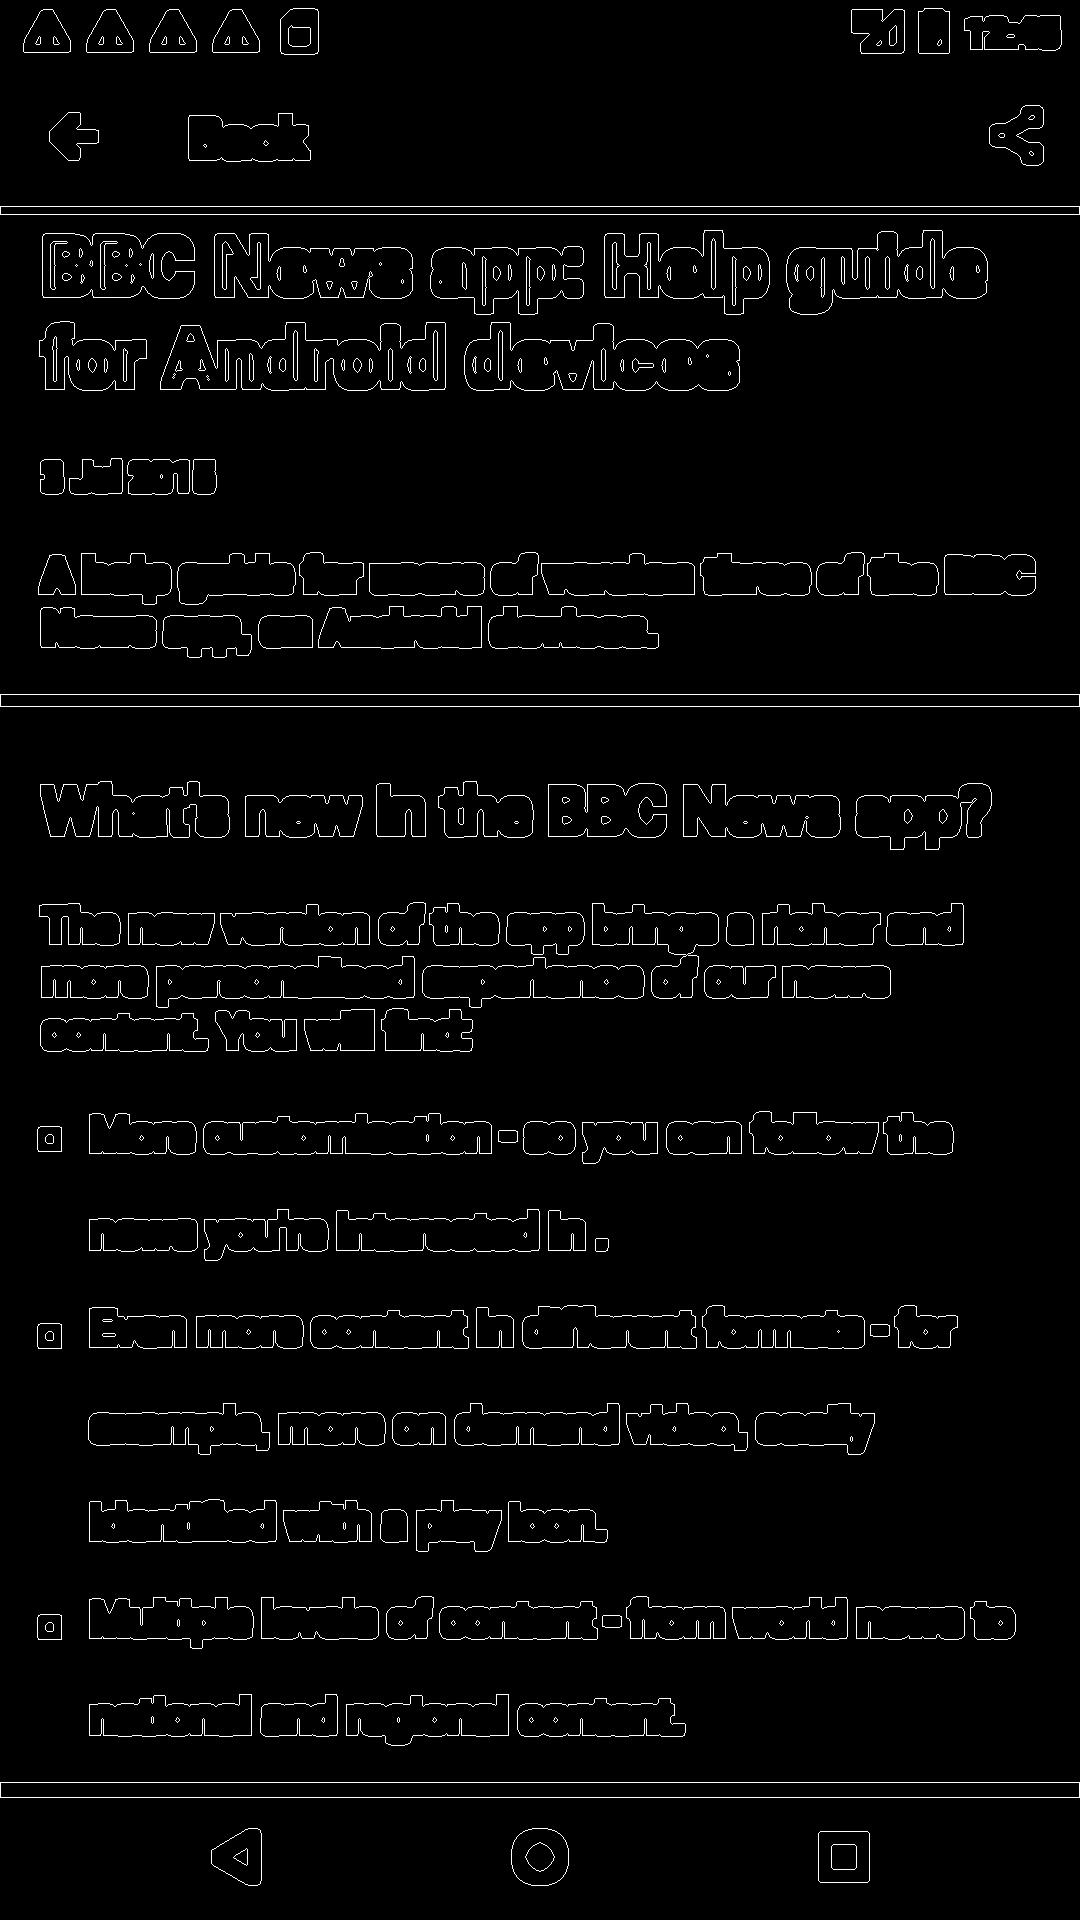 Back
BBC News app: Help guide
for Android devices
3 Jul 2015
A help guide for users of version three of the BBC
News app, on Android devices.
What's new in the BBC News app?
The new version of the app brings a richer and
more personalised experience of our news
content. You will find:
More customisation - so you can follow the
news you're interested in .
Even more content in different formats - for
example, more on demand video, easily
identified with a play icon.
Multiple levels of content - from world news to
national and regional content.